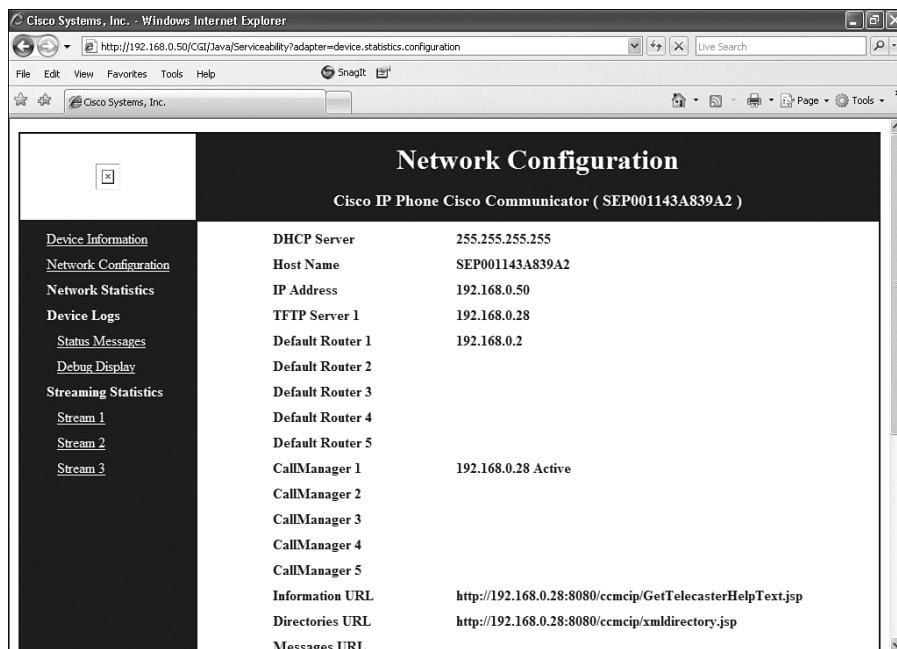 Cisco Systems, Inc. - Windows Internet Explorer
http://192.168.0.50/CGI/Java/Serviceability?adapter=device.statistics.configuration
Live Search
File Edit View Favorites Tools Help
SnagIt
Cisco Systems, Inc.
Page Tools
Network Configuration
Cisco IP Phone Cisco Communicator ( SEP001143A839A2 )
Device Information
Network Configuration
Network Statistics
Device Logs
Status Messages
Debug Display
Streaming Statistics
Stream 1
Stream 2
Stream 3
DHCP Server 255.255.255.255
Host Name SEP001143A839A2
IP Address 192.168.0.50
TFTP Server 1 192.168.0.28
Default Router 1 192.168.0.2
Default Router 2
Default Router 3
Default Router 4
Default Router 5
CallManager 1 192.168.0.28 Active
CallManager 2
CallManager 3
CallManager 4
CallManager 5
Information URL http://192.168.0.28:8080/ccmcip/GetTelecasterHelpText.jsp
Directories URL http://192.168.0.28:8080/ccmcip/xmldirectory.jsp
Messages URL